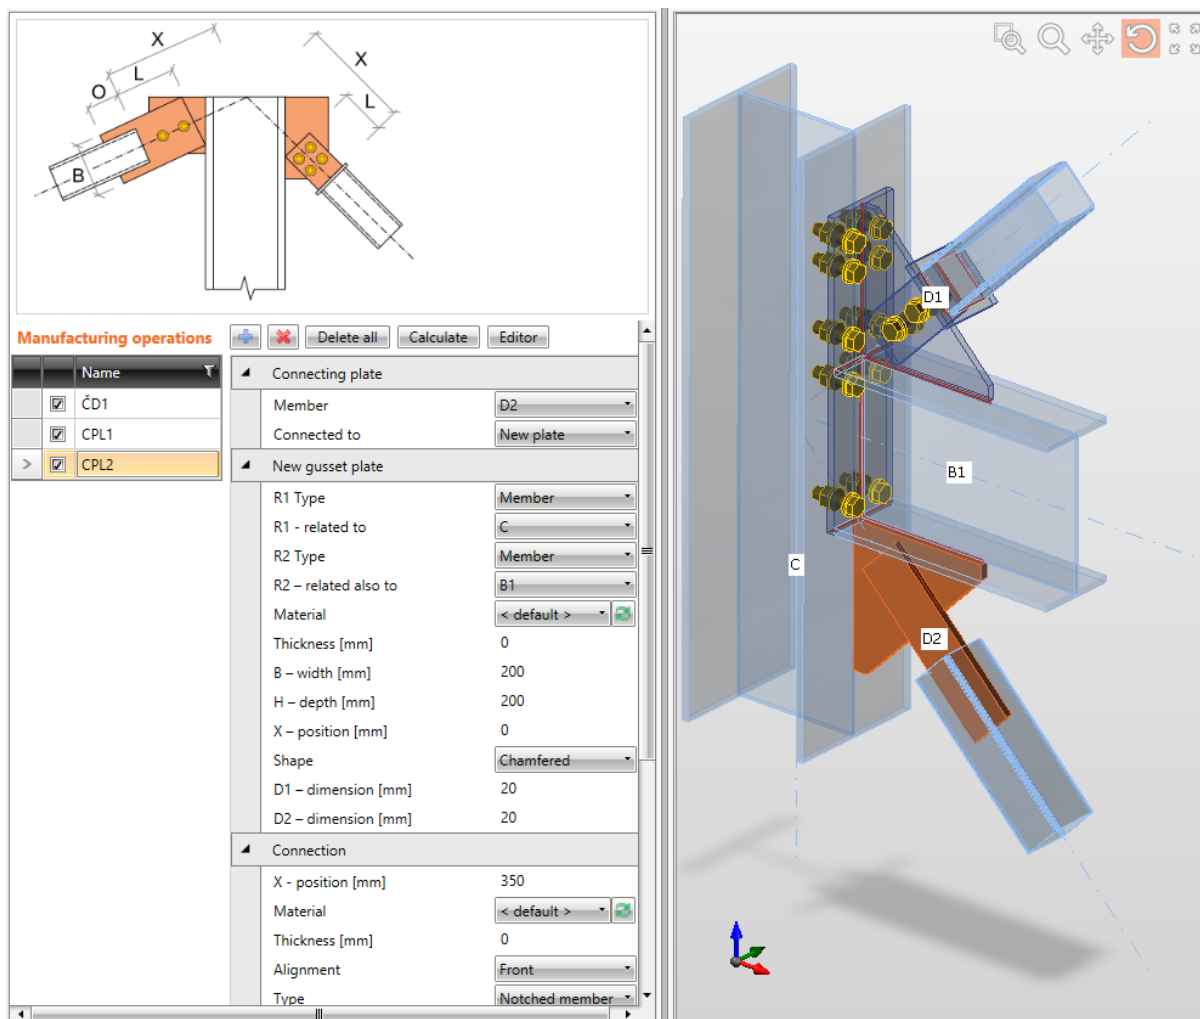 X
X
O
L
L
B
Manufacturing operations
Delete all
Calculate
Editor
Name
ČD1
CPL1
> CPL2
Connecting plate
Member D2
Connected to New plate
New gusset plate
R1 Type Member
R1 - related to C
R2 Type Member
R2 – related also to B1
Material < default >
Thickness [mm] 0
B – width [mm] 200
H – depth [mm] 200
X – position [mm] 0
Shape Chamfered
D1 – dimension [mm] 20
D2 – dimension [mm] 20
Connection
X - position [mm] 350
Material < default >
Thickness [mm] 0
Alignment Front
Type Notched member
D1
B1
C
D2